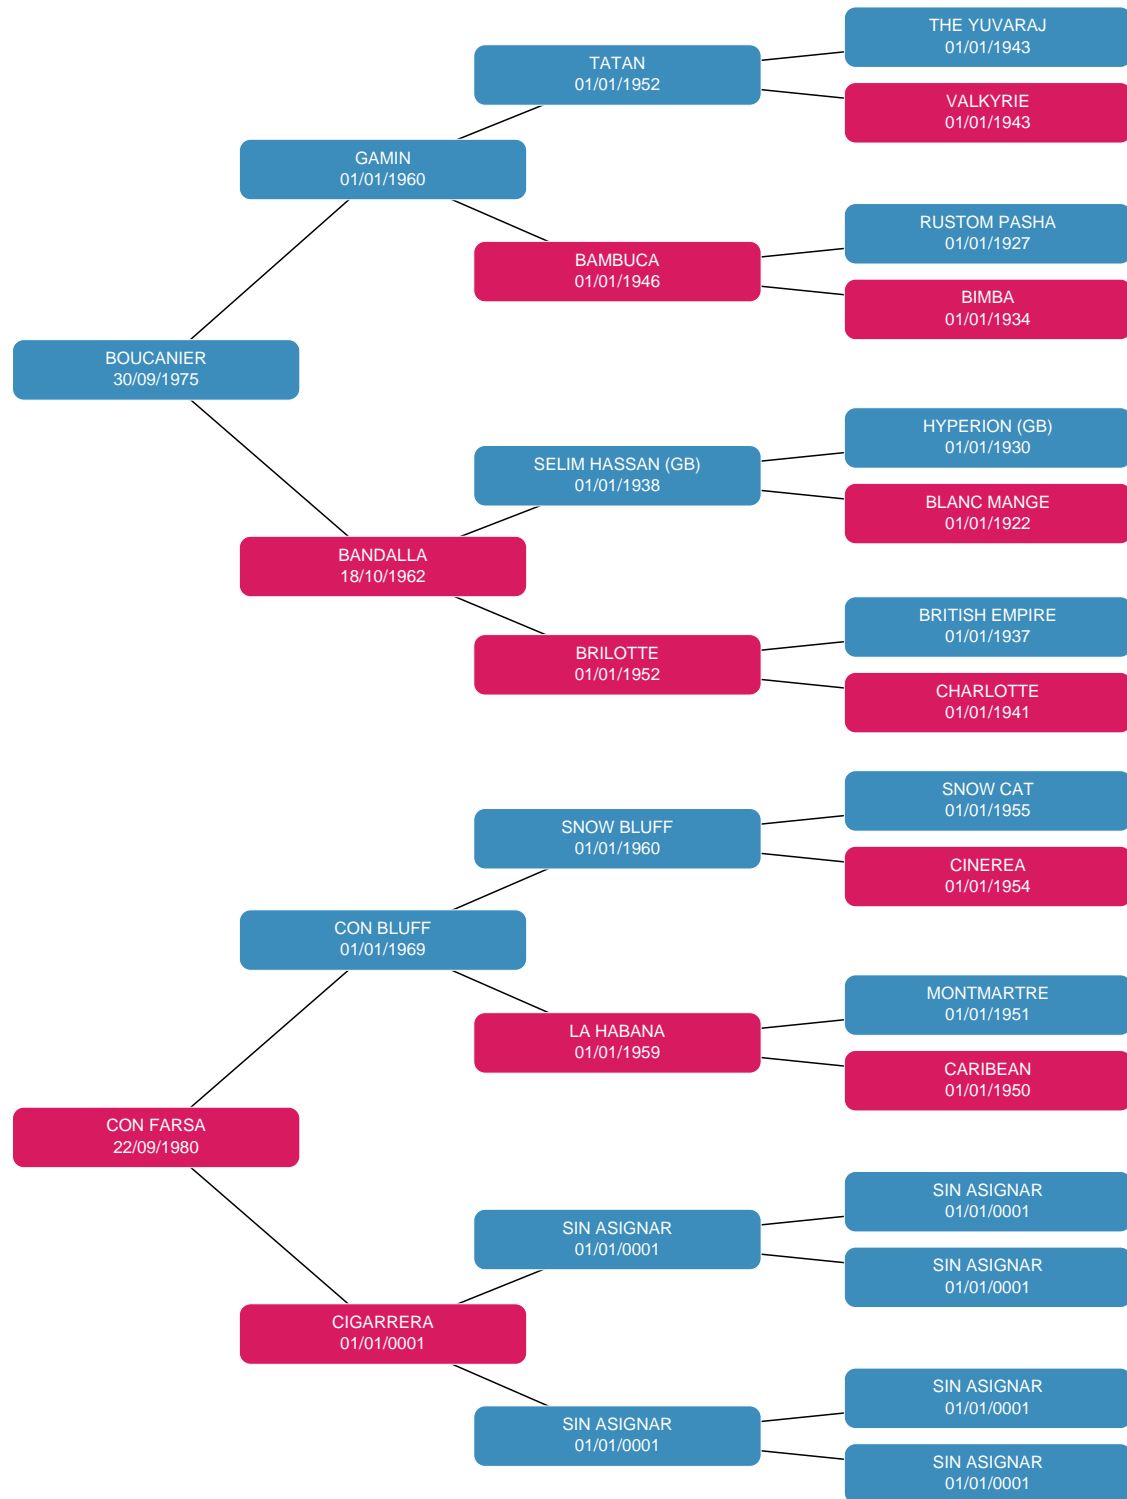 THE YUVARAJ
01/01/1943
TATAN
01/01/1952
VALKYRIE
01/01/1943
GAMIN
01/01/1960
RUSTOM PASHA
01/01/1927
BAMBUCA
01/01/1946
BIMBA
01/01/1934
BOUCANIER
30/09/1975
HYPERION (GB)
01/01/1930
SELIM HASSAN (GB)
01/01/1938
BLANC MANGE
01/01/1922
BANDALLA
18/10/1962
BRITISH EMPIRE
01/01/1937
BRILOTTE
01/01/1952
CHARLOTTE
01/01/1941
SNOW CAT
01/01/1955
SNOW BLUFF
01/01/1960
CINEREA
01/01/1954
CON BLUFF
01/01/1969
MONTMARTRE
01/01/1951
LA HABANA
01/01/1959
CARIBEAN
01/01/1950
CON FARSA
22/09/1980
SIN ASIGNAR
01/01/0001
SIN ASIGNAR
01/01/0001
SIN ASIGNAR
01/01/0001
CIGARRERA
01/01/0001
SIN ASIGNAR
01/01/0001
SIN ASIGNAR
01/01/0001
SIN ASIGNAR
01/01/0001